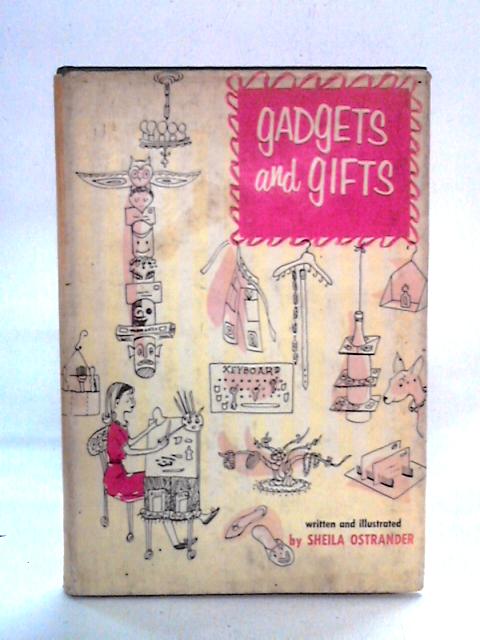 GADGETS
and GIFTS
KEYBOARD
written and illustrated
by SHEILA OSTRANDER